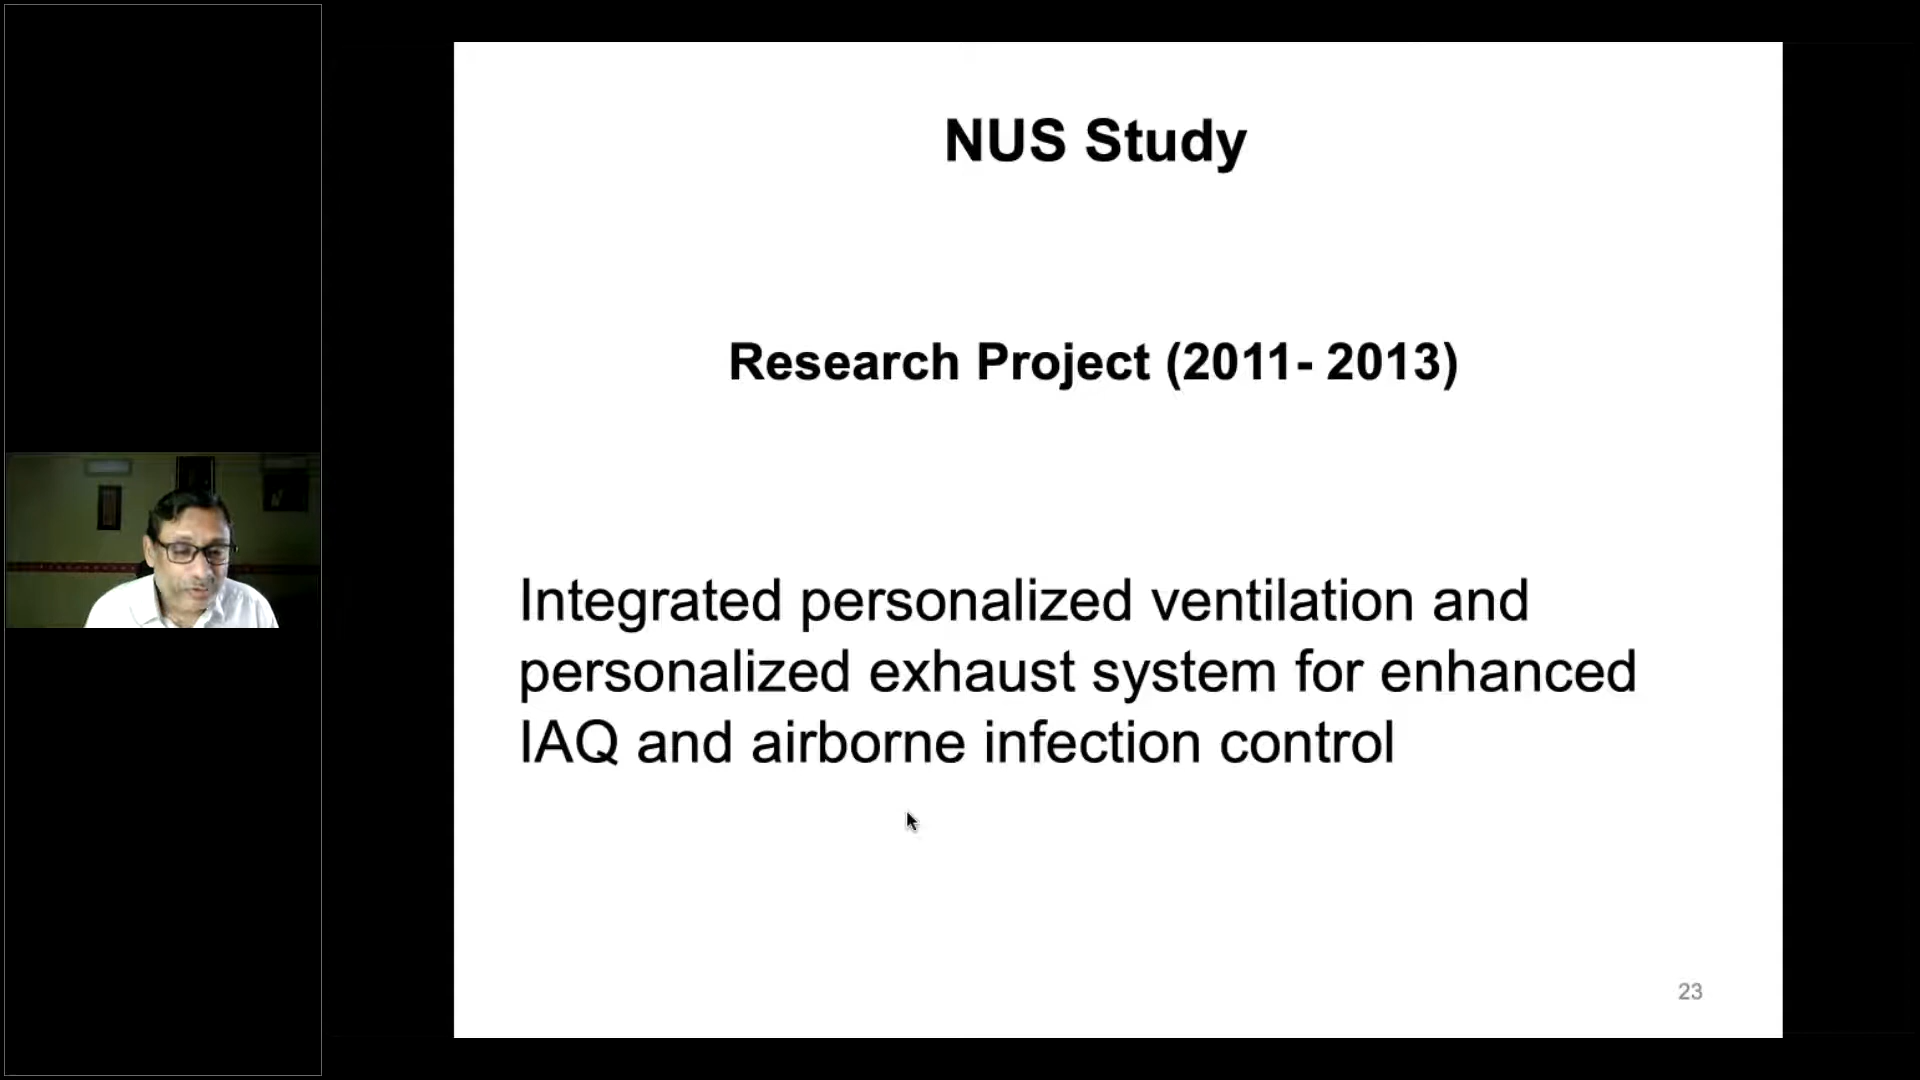 NUS Study
Research Project (2011- 2013)
Integrated personalized ventilation and
personalized exhaust system for enhanced
IAQ and airborne infection control
23